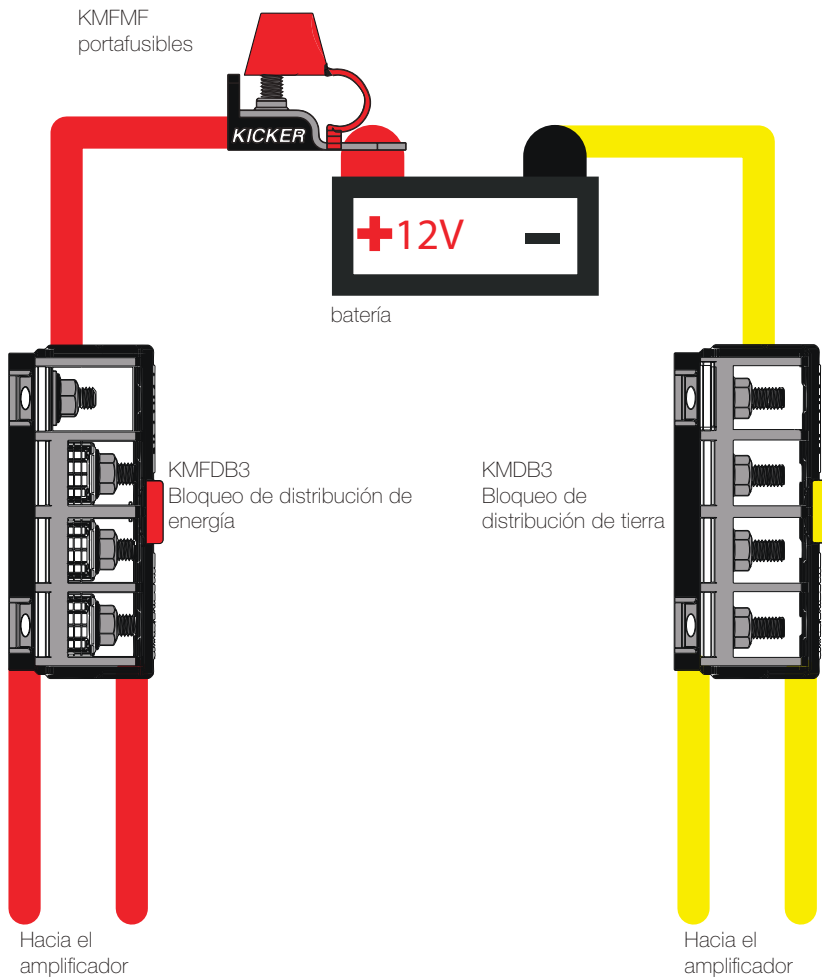 KMFMF
portafusibles
KICKER
+12V -
batería
KMFDB3
Bloqueo de distribución de
energía
KMDB3
Bloqueo de
distribución de tierra
Hacia el
amplificador
Hacia el
amplificador